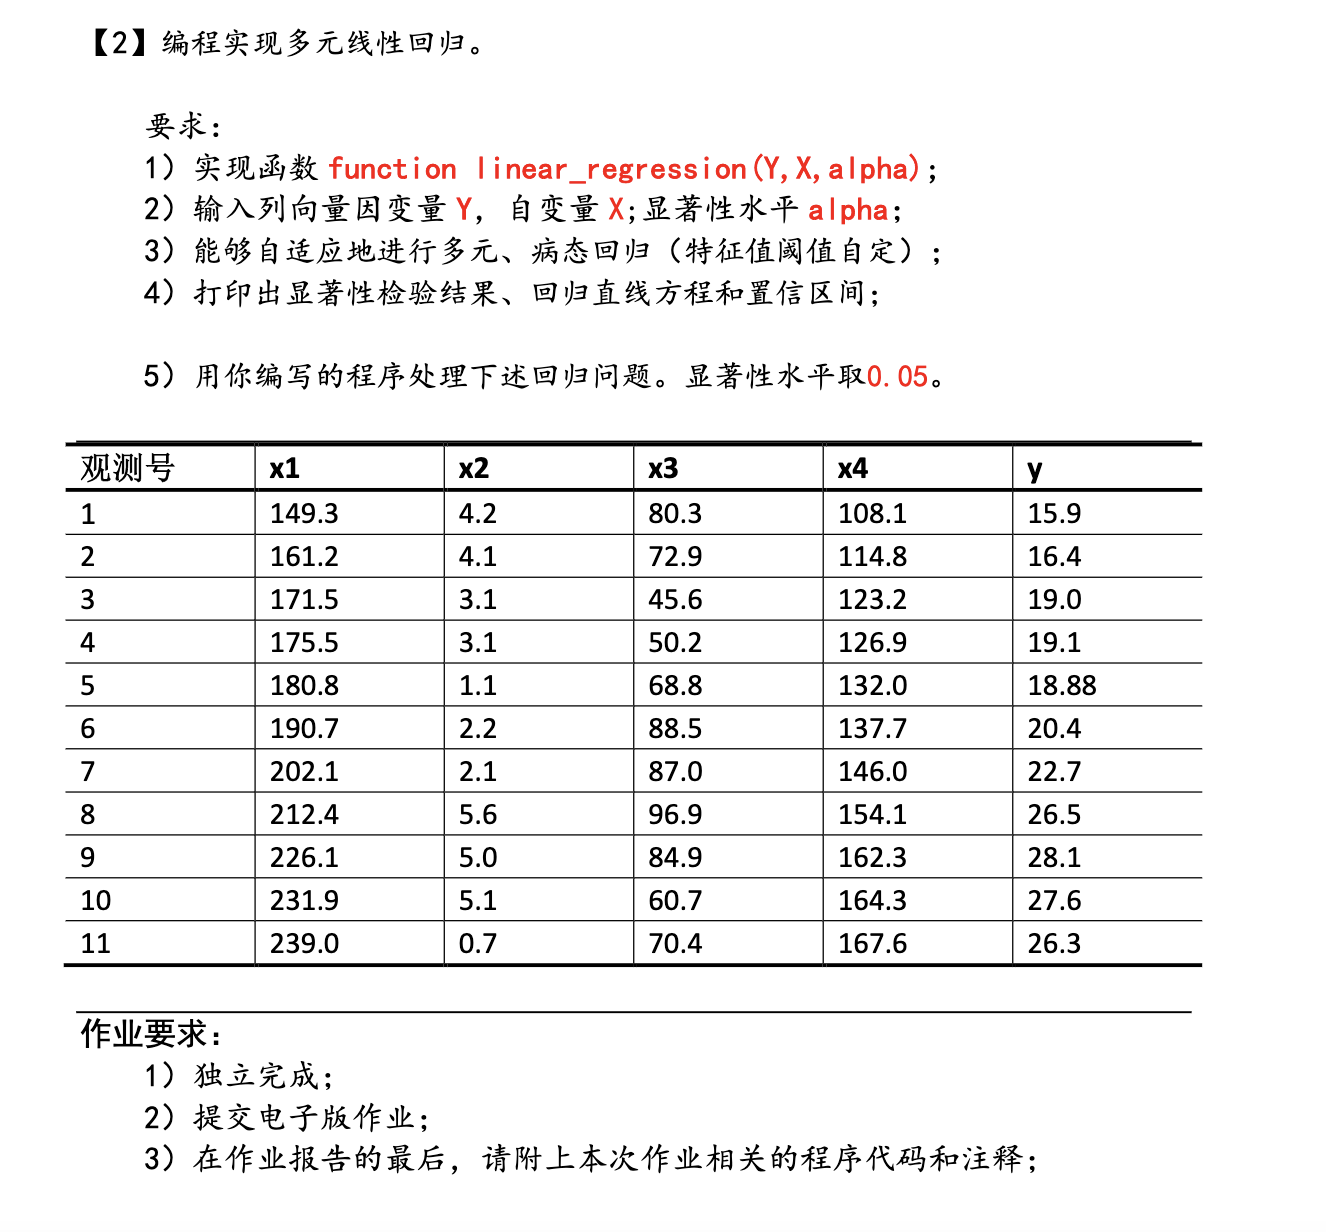 【2】编程实现多元线性回归。
要求：
1）实现函数 function linear_regression(Y,X,alpha)；
2）输入列向量因变量 Y，自变量 X;显著性水平 alpha；
3）能够自适应地进行多元、病态回归（特征值阈值自定）；
4）打印出显著性检验结果、回归直线方程和置信区间；
5）用你编写的程序处理下述回归问题。显著性水平取0.05。
观测号 x1 x2 x3 x4 y
1 149.3 4.2 80.3 108.1 15.9
2 161.2 4.1 72.9 114.8 16.4
3 171.5 3.1 45.6 123.2 19.0
4 175.5 3.1 50.2 126.9 19.1
5 180.8 1.1 68.8 132.0 18.88
6 190.7 2.2 88.5 137.7 20.4
7 202.1 2.1 87.0 146.0 22.7
8 212.4 5.6 96.9 154.1 26.5
9 226.1 5.0 84.9 162.3 28.1
10 231.9 5.1 60.7 164.3 27.6
11 239.0 0.7 70.4 167.6 26.3
作业要求：
1）独立完成；
2）提交电子版作业；
3）在作业报告的最后，请附上本次作业相关的程序代码和注释；